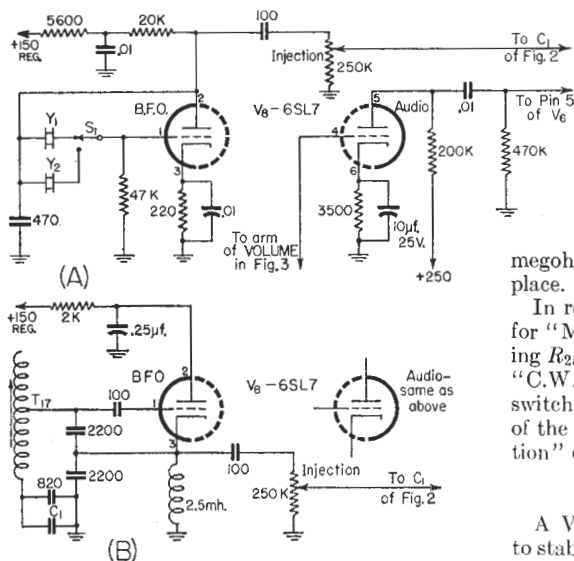 5600
20K
+150
REG.
.01
100
Injection
250K
To C1
of Fig.2
Y1
S1
Y2
B.F.O.
2
1
3
V8-6SL7
5
Audio
4
6
.01
To Pin 5
of V6
200K
470K
470
47K
220
.01
3500
10µf.
25V.
To arm
of VOLUME
in Fig.3
+250
(A)
+150
REG.
2K
.25µf.
T17
100
BFO
2
1
3
V8-6SL7
Audio-
same as
above
2200
2200
820
C1
2.5mh.
100
Injection
250K
To C1
of Fig.2
(B)
megoh
place.
In re
for "M
ing R25
"C.W.
switch
of the
tion" c
A V
to stab